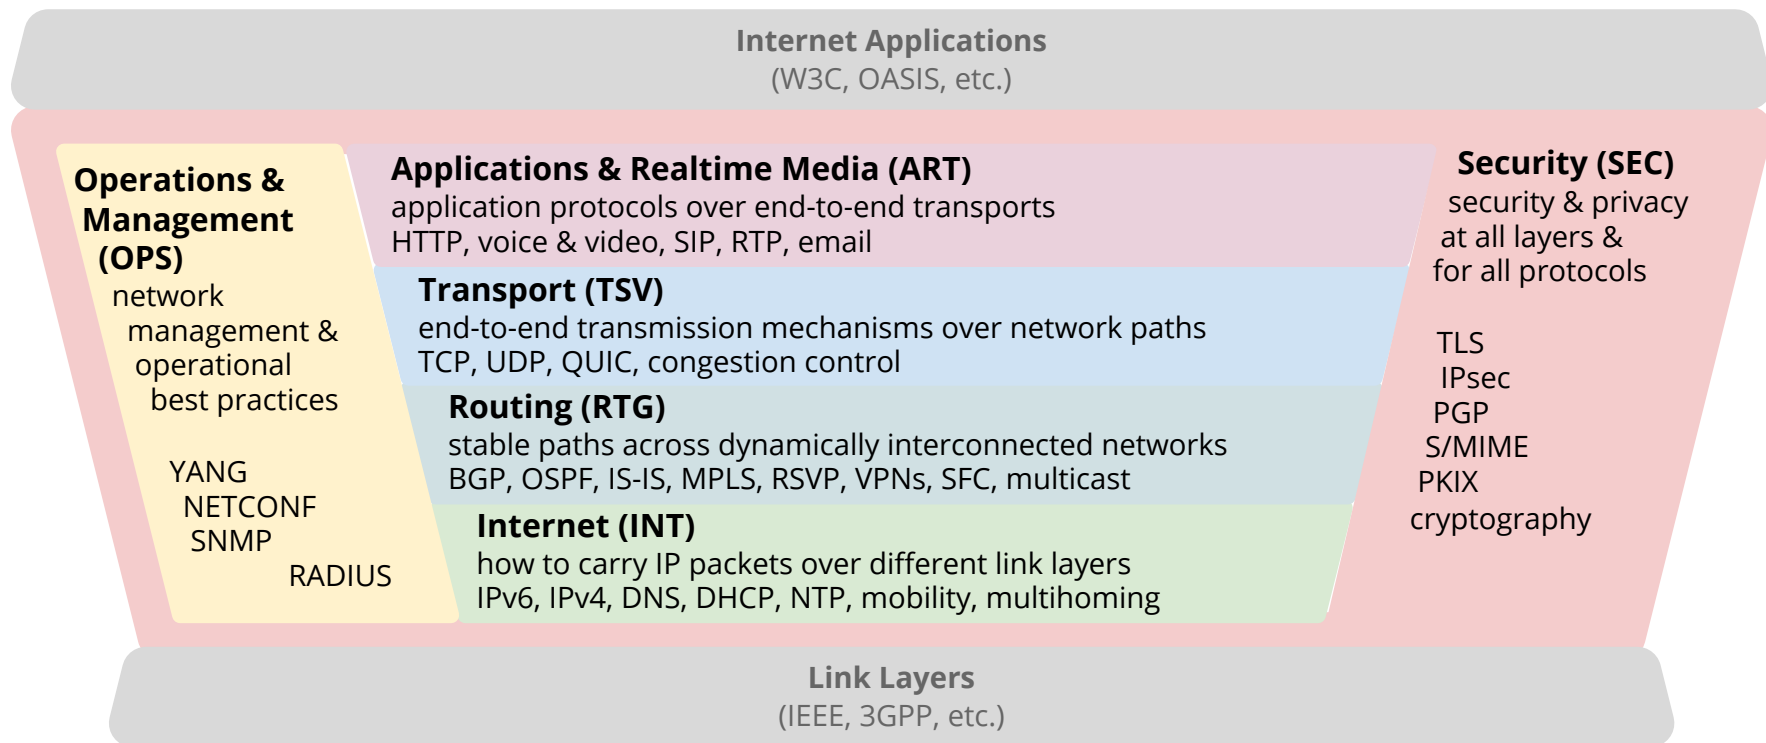 Internet Applications
(W3C, OASIS, etc.)
Operations &
Management
(OPS)
network
management &
operational
best practices
YANG
NETCONF
SNMP
RADIUS
Applications & Realtime Media (ART)
application protocols over end-to-end transports
HTTP, voice & video, SIP, RTP, email
Transport (TSV)
end-to-end transmission mechanisms over network paths
TCP, UDP, QUIC, congestion control
Routing (RTG)
stable paths across dynamically interconnected networks
BGP, OSPF, IS-IS, MPLS, RSVP, VPNs, SFC, multicast
Internet (INT)
how to carry IP packets over different link layers
IPv6, IPv4, DNS, DHCP, NTP, mobility, multihoming
Security (SEC)
security & privacy
at all layers &
for all protocols
TLS
IPsec
PGP
S/MIME
PKIX
cryptography
Link Layers
(IEEE, 3GPP, etc.)